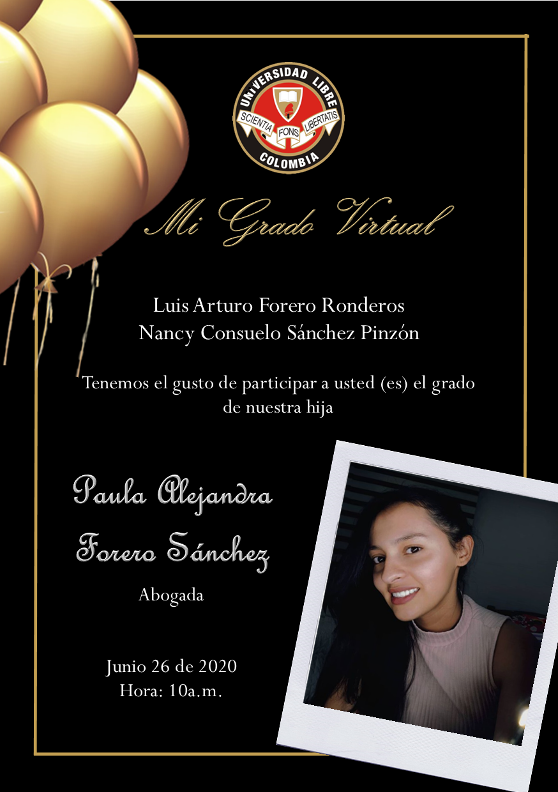 UNIVERSIDAD LIBRE
SCIENTIA FONS LIBERTATIS
COLOMBIA
Mi Grado Virtual
Luis Arturo Forero Ronderos
Nancy Consuelo Sánchez Pinzón
Tenemos el gusto de participar a usted (es) el grado
de nuestra hija
Paula Alejandra
Forero Sánchez
Abogada
Junio 26 de 2020
Hora: 10a.m.